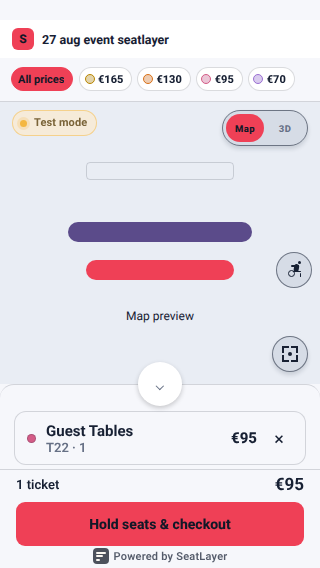 S 27 aug event seatlayer
All prices €165 €130 €95 €70
Test mode
Map 3D
Map preview
Guest Tables
T22 · 1
€95 ×
1 ticket €95
Hold seats & checkout
Powered by SeatLayer